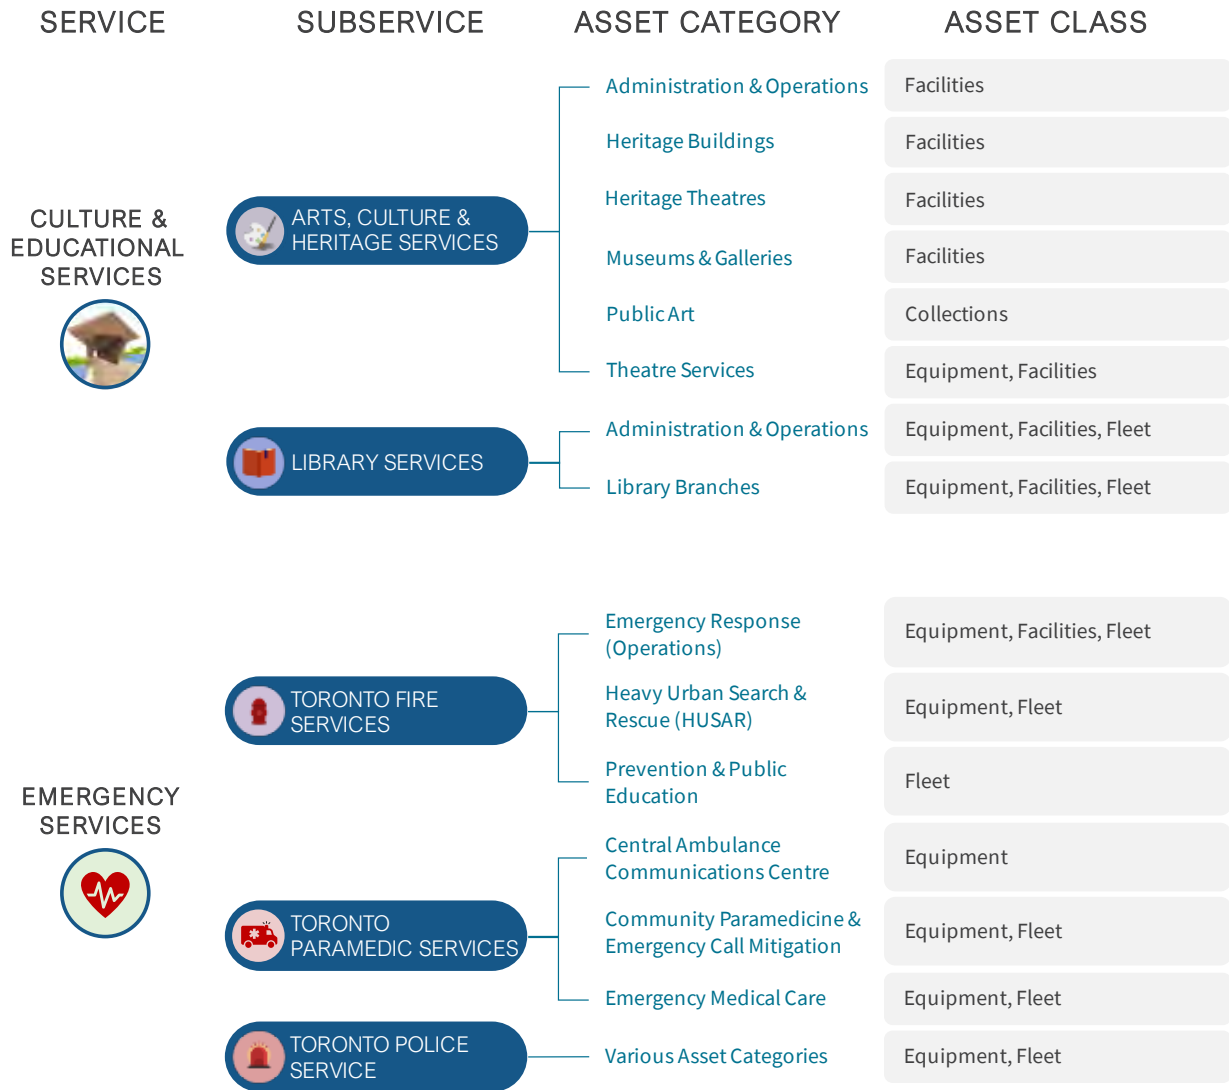 SERVICE
SUBSERVICE
ASSET CATEGORY
ASSET CLASS
CULTURE &
EDUCATIONAL
SERVICES
ARTS, CULTURE &
HERITAGE SERVICES
Administration & Operations
Facilities
Heritage Buildings
Facilities
Heritage Theatres
Facilities
Museums & Galleries
Facilities
Public Art
Collections
Theatre Services
Equipment, Facilities
LIBRARY SERVICES
Administration & Operations
Equipment, Facilities, Fleet
Library Branches
Equipment, Facilities, Fleet
EMERGENCY
SERVICES
TORONTO FIRE
SERVICES
Emergency Response
(Operations)
Equipment, Facilities, Fleet
Heavy Urban Search &
Rescue (HUSAR)
Equipment, Fleet
Prevention & Public
Education
Fleet
TORONTO
PARAMEDIC SERVICES
Central Ambulance
Communications Centre
Equipment
Community Paramedicine &
Emergency Call Mitigation
Equipment, Fleet
Emergency Medical Care
Equipment, Fleet
TORONTO POLICE
SERVICE
Various Asset Categories
Equipment, Fleet